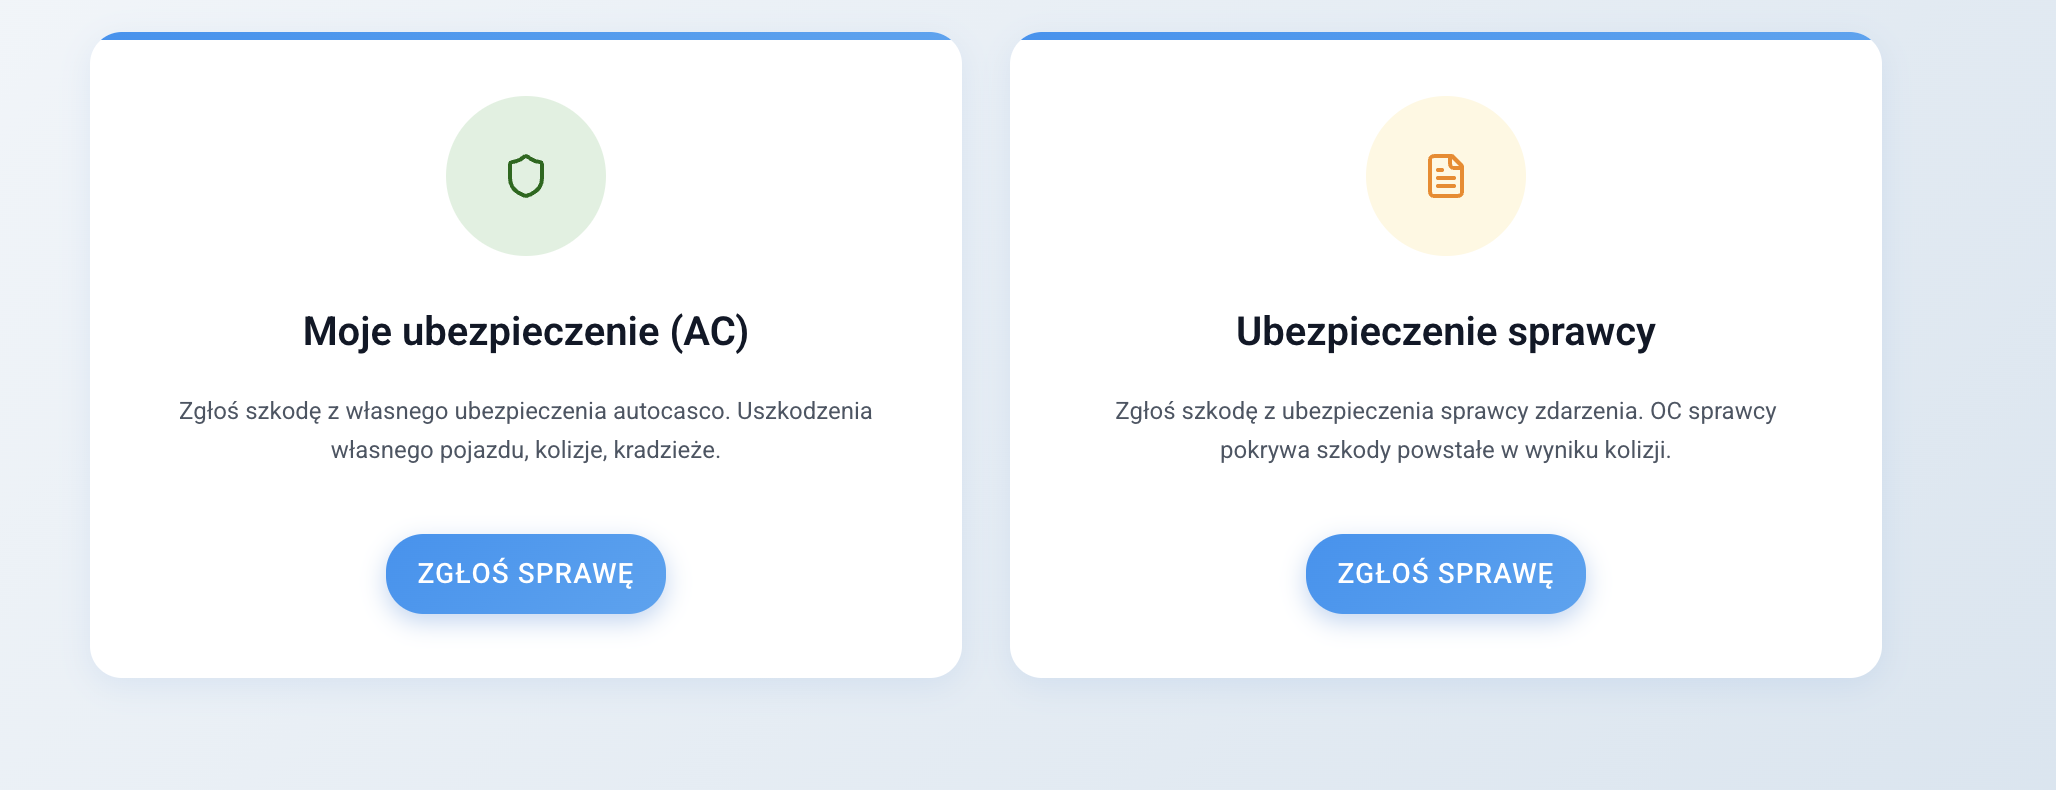 Moje ubezpieczenie (AC)
Zgłoś szkodę z własnego ubezpieczenia autocasco. Uszkodzenia
własnego pojazdu, kolizje, kradzieże.
ZGŁOŚ SPRAWĘ
Ubezpieczenie sprawcy
Zgłoś szkodę z ubezpieczenia sprawcy zdarzenia. OC sprawcy
pokrywa szkody powstałe w wyniku kolizji.
ZGŁOŚ SPRAWĘ